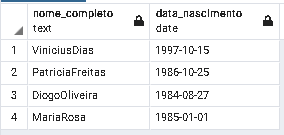 nome_completo data_nascimento
text date
1 ViniciusDias 1997-10-15
2 PatriciaFreitas 1986-10-25
3 DiogoOliveira 1984-08-27
4 MariaRosa 1985-01-01